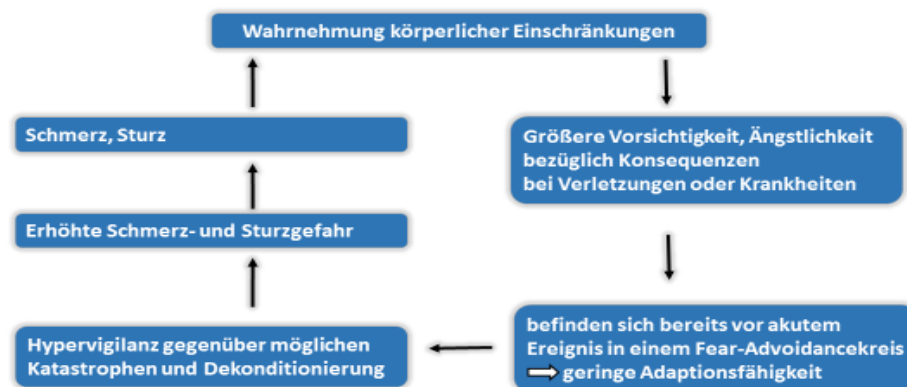 Wahrnehmung körperlicher Einschränkungen
Größere Vorsichtigkeit, Ängstlichkeit
bezüglich Konsequenzen
bei Verletzungen oder Krankheiten
befinden sich bereits vor akutem
Ereignis in einem Fear-Advoidancekreis
geringe Adaptionsfähigkeit
Hypervigilanz gegenüber möglichen
Katastrophen und Dekonditionierung
Erhöhte Schmerz- und Sturzgefahr
Schmerz, Sturz